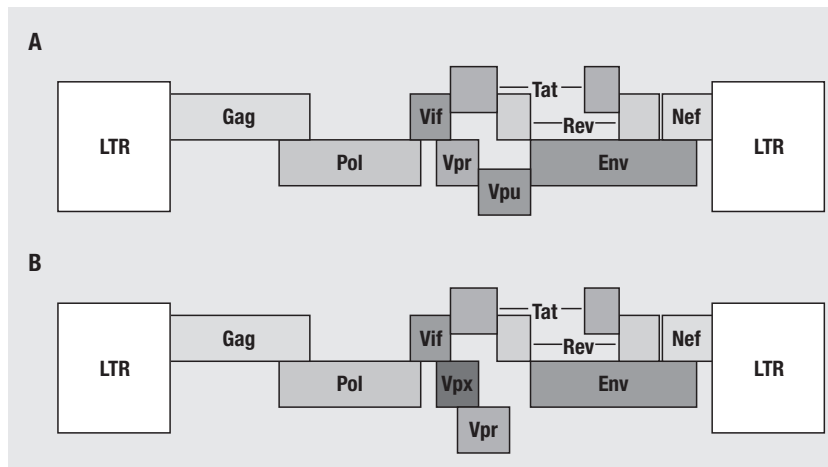 A
Tat
Gag Vif Nef
Rev
LTR LTR
Pol Vpr Env
Vpu
B
Tat
Gag Vif Rev Nef
LTR LTR
Pol Vpx Env
Vpr